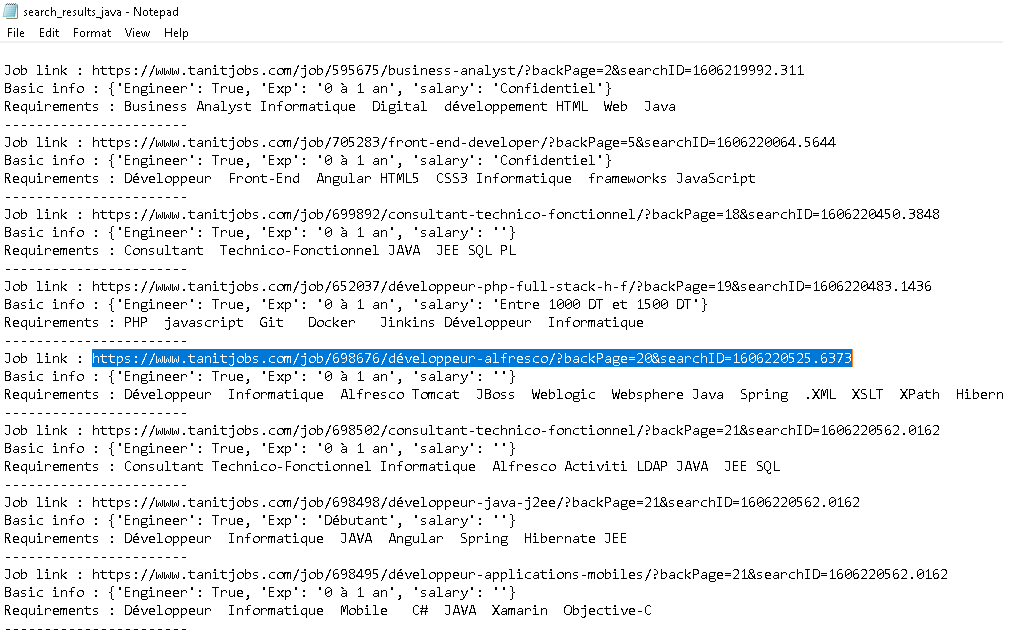 search_results_java - Notepad
File Edit Format View Help
Job link : https://www.tanitjobs.com/job/595675/business-analyst/?backPage=2&searchID=1606219992.311
Basic info : {'Engineer': True, 'Exp': '0 à 1 an', 'salary': 'Confidentiel'}
Requirements : Business Analyst Informatique  Digital  développement HTML  Web  Java
-----------------------
Job link : https://www.tanitjobs.com/job/705283/front-end-developer/?backPage=5&searchID=1606220064.5644
Basic info : {'Engineer': True, 'Exp': '0 à 1 an', 'salary': 'Confidentiel'}
Requirements : Développeur  Front-End  Angular HTML5  CSS3 Informatique  frameworks JavaScript
-----------------------
Job link : https://www.tanitjobs.com/job/699892/consultant-technico-fonctionnel/?backPage=18&searchID=1606220450.3848
Basic info : {'Engineer': True, 'Exp': '0 à 1 an', 'salary': ''}
Requirements : Consultant  Technico-Fonctionnel JAVA  JEE SQL PL
-----------------------
Job link : https://www.tanitjobs.com/job/652037/développeur-php-full-stack-h-f/?backPage=19&searchID=1606220483.1436
Basic info : {'Engineer': True, 'Exp': '0 à 1 an', 'salary': 'Entre 1000 DT et 1500 DT'}
Requirements : PHP  javascript  Git   Docker   Jinkins Développeur  Informatique
-----------------------
Job link : https://www.tanitjobs.com/job/698676/développeur-alfresco/?backPage=20&searchID=1606220525.6373
Basic info : {'Engineer': True, 'Exp': '0 à 1 an', 'salary': ''}
Requirements : Développeur  Informatique  Alfresco Tomcat  JBoss  Weblogic  Websphere Java  Spring  .XML  XSLT  XPath  Hibern
-----------------------
Job link : https://www.tanitjobs.com/job/698502/consultant-technico-fonctionnel/?backPage=21&searchID=1606220562.0162
Basic info : {'Engineer': True, 'Exp': '0 à 1 an', 'salary': ''}
Requirements : Consultant Technico-Fonctionnel Informatique  Alfresco Activiti LDAP JAVA  JEE SQL
-----------------------
Job link : https://www.tanitjobs.com/job/698498/développeur-java-j2ee/?backPage=21&searchID=1606220562.0162
Basic info : {'Engineer': True, 'Exp': 'Débutant', 'salary': ''}
Requirements : Développeur  Informatique  JAVA  Angular  Spring  Hibernate JEE
-----------------------
Job link : https://www.tanitjobs.com/job/698495/développeur-applications-mobiles/?backPage=21&searchID=1606220562.0162
Basic info : {'Engineer': True, 'Exp': '0 à 1 an', 'salary': ''}
Requirements : Développeur  Informatique  Mobile   C#  JAVA  Xamarin  Objective-C
-----------------------